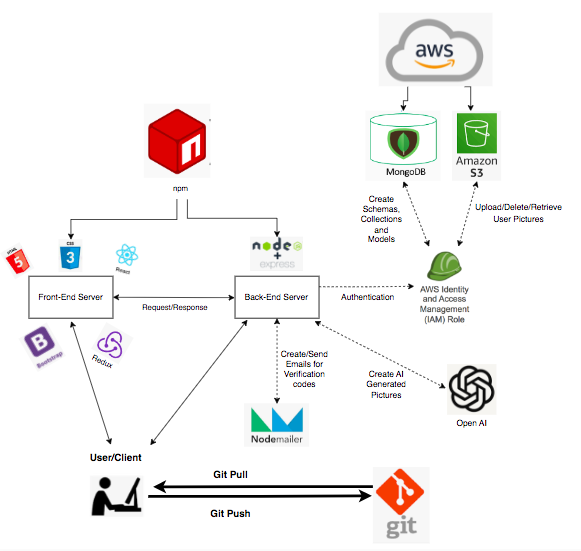 aws
npm
MongoDB
Amazon
S3
Create
Schemas,
Collections
and
Models
Upload/Delete/Retrieve
User Pictures
HTML
5
CSS
3
React
node
+
express
Front-End Server
Request/Response
Back-End Server
Authentication
AWS Identity
and Access
Management
(IAM) Role
B
Bootstrap
Redux
Create/Send
Emails for
Verification
codes
Create AI
Generated
Pictures
Nodemailer
Open AI
User/Client
Git Pull
Git Push
git